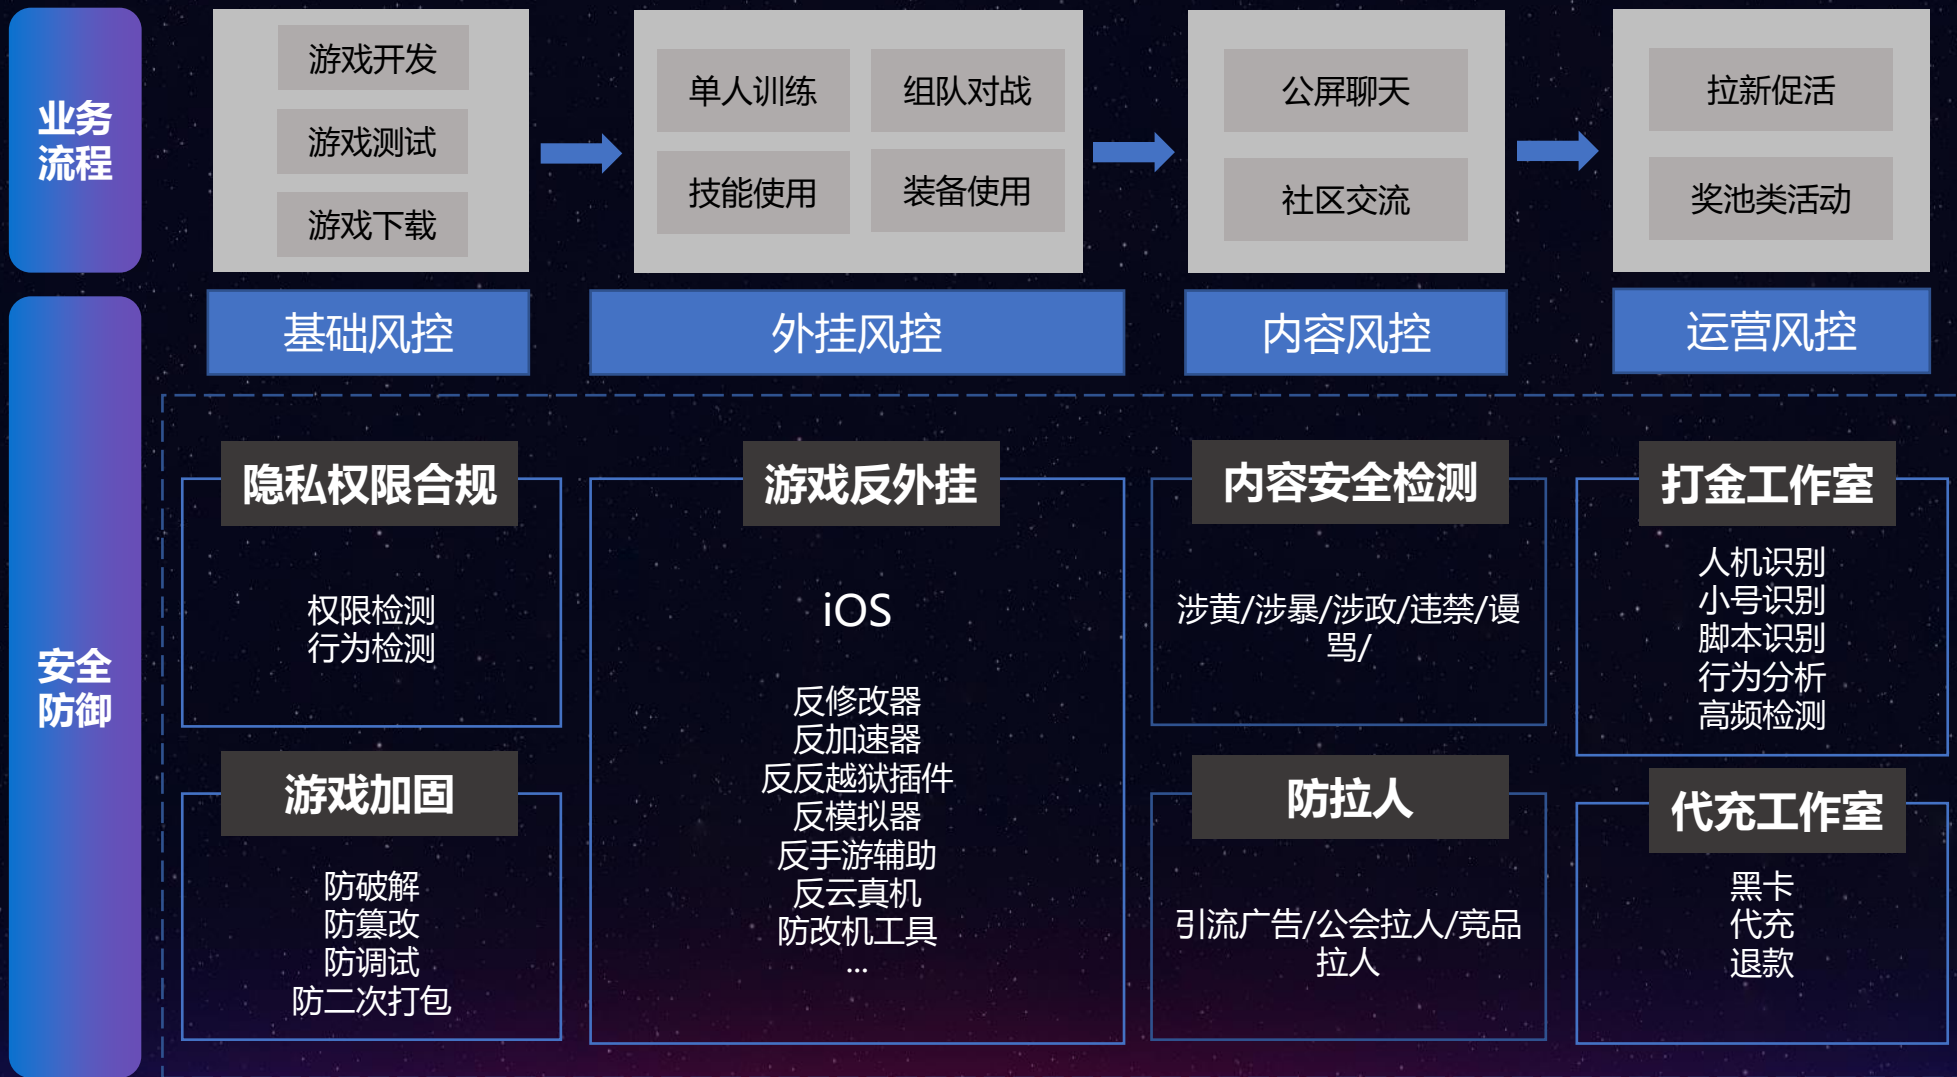 业务
流程
游戏开发
游戏测试
游戏下载
单人训练
组队对战
技能使用
装备使用
公屏聊天
社区交流
拉新促活
奖池类活动
安全
防御
基础风控
外挂风控
内容风控
运营风控
隐私权限合规
权限检测
行为检测
游戏加固
防破解
防篡改
防调试
防二次打包
游戏反外挂
iOS
反修改器
反加速器
反反越狱插件
反模拟器
反手游辅助
反云真机
防改机工具
...
内容安全检测
涉黄/涉暴/涉政/违禁/谩
骂/
防拉人
引流广告/公会拉人/竞品
拉人
打金工作室
人机识别
小号识别
脚本识别
行为分析
高频检测
代充工作室
黑卡
代充
退款